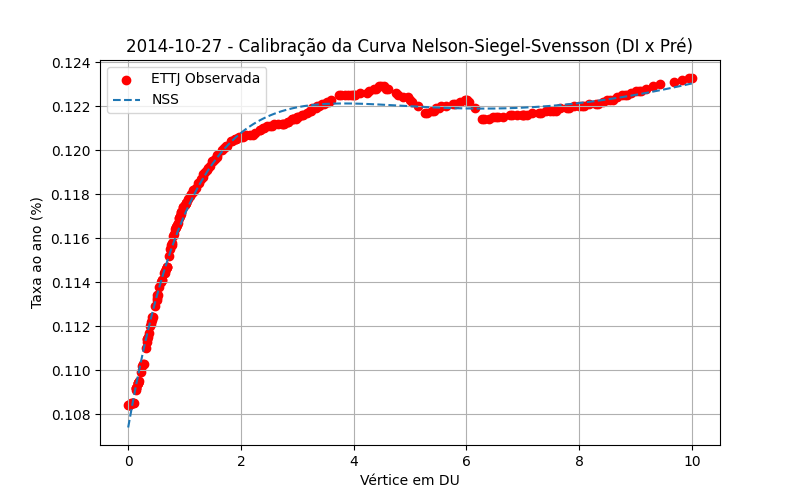 2014-10-27 - Calibração da Curva Nelson-Siegel-Svensson (DI x Pré)
ETTJ Observada
NSS
Taxa ao ano (%)
0.124
0.122
0.120
0.118
0.116
0.114
0.112
0.110
0.108
0 2 4 6 8 10
Vértice em DU